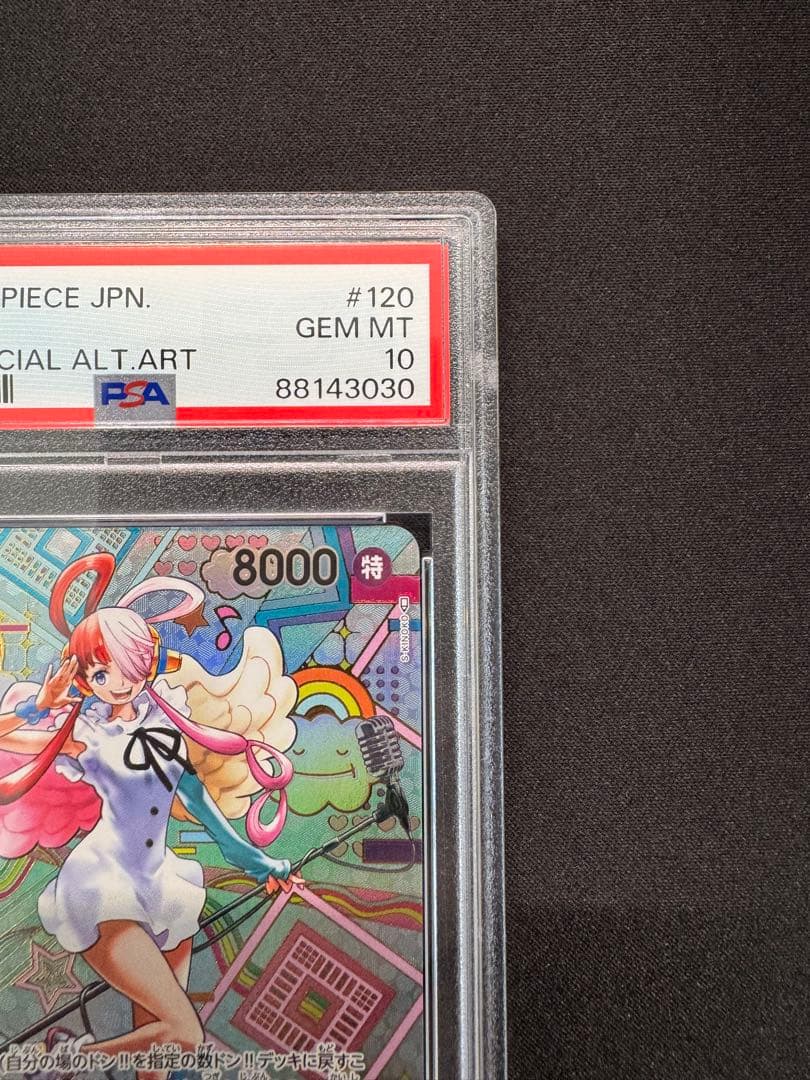 PIECE JPN.
#120
GEM MT
CIAL ALT.ART
10
PSA
88143030
8000
特
S-KINOKO
(自分の場のドン!!を指定の数ドン!!デッキに戻すこ